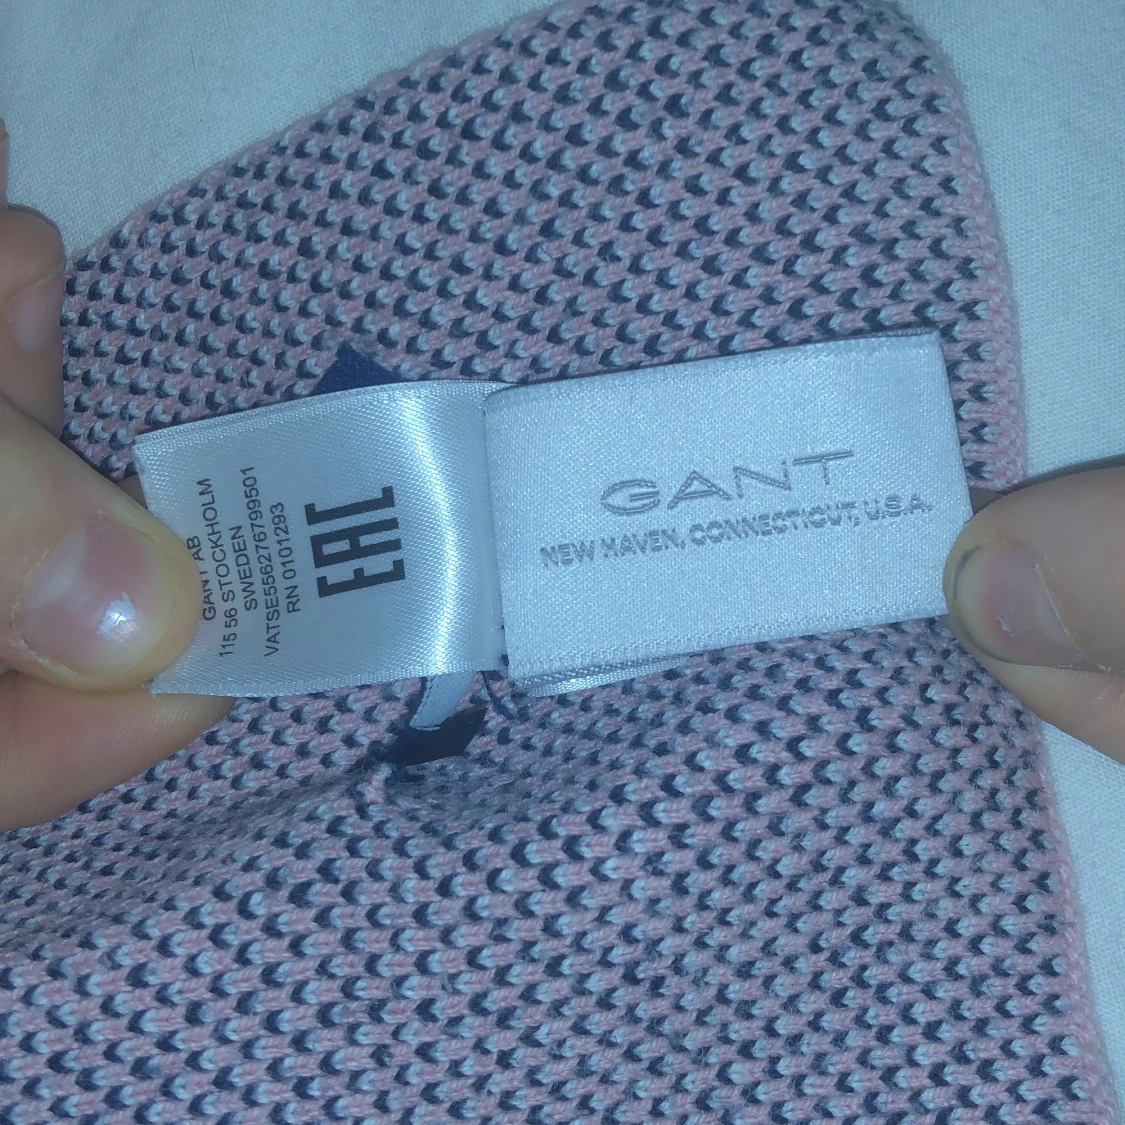 GANT AB
115 56 STOCKHOLM
SWEDEN
VATSE556276799501
RN 0101293
EAC
GANT
NEW HAVEN, CONNECTICUT, U.S.A.